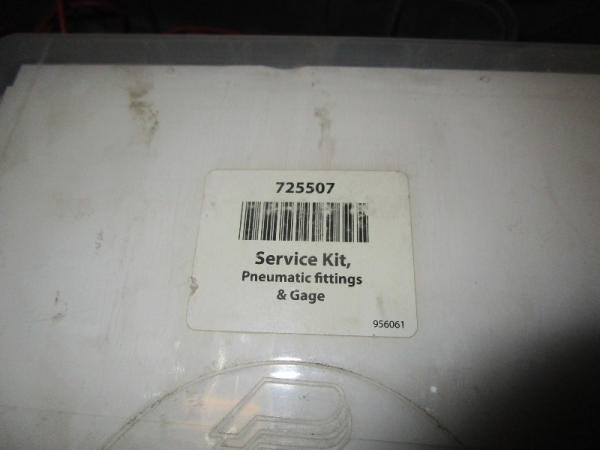 725507
Service Kit,
Pneumatic fittings
& Gage
956061